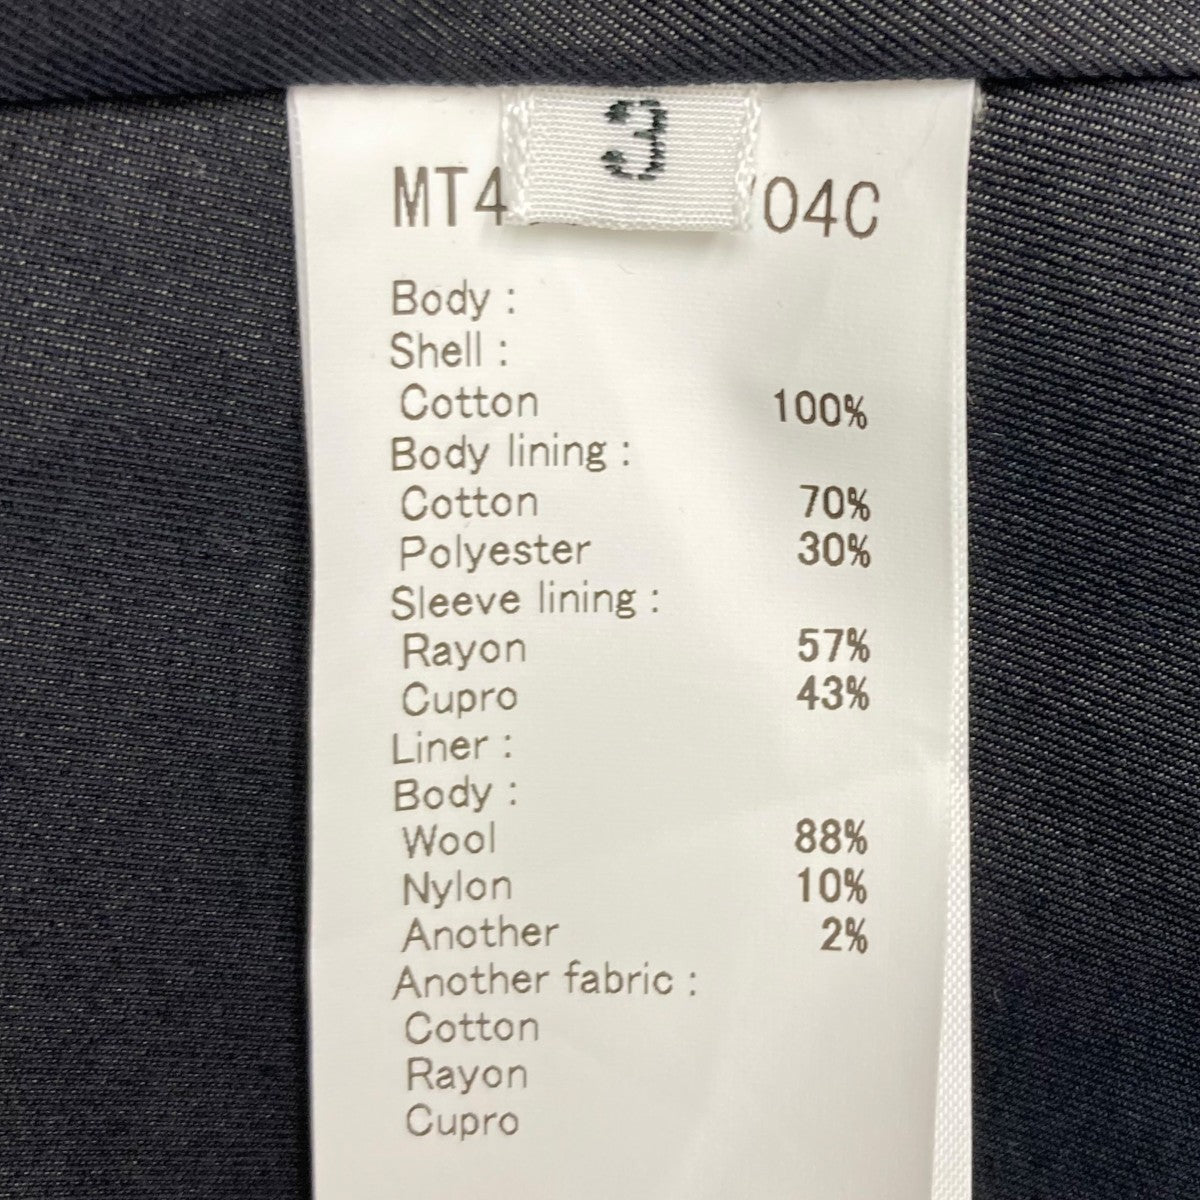 3
MT4 04C
Body :
Shell :
Cotton 100%
Body lining :
Cotton 70%
Polyester 30%
Sleeve lining :
Rayon 57%
Cupro 43%
Liner :
Body :
Wool 88%
Nylon 10%
Another 2%
Another fabric :
Cotton
Rayon
Cupro